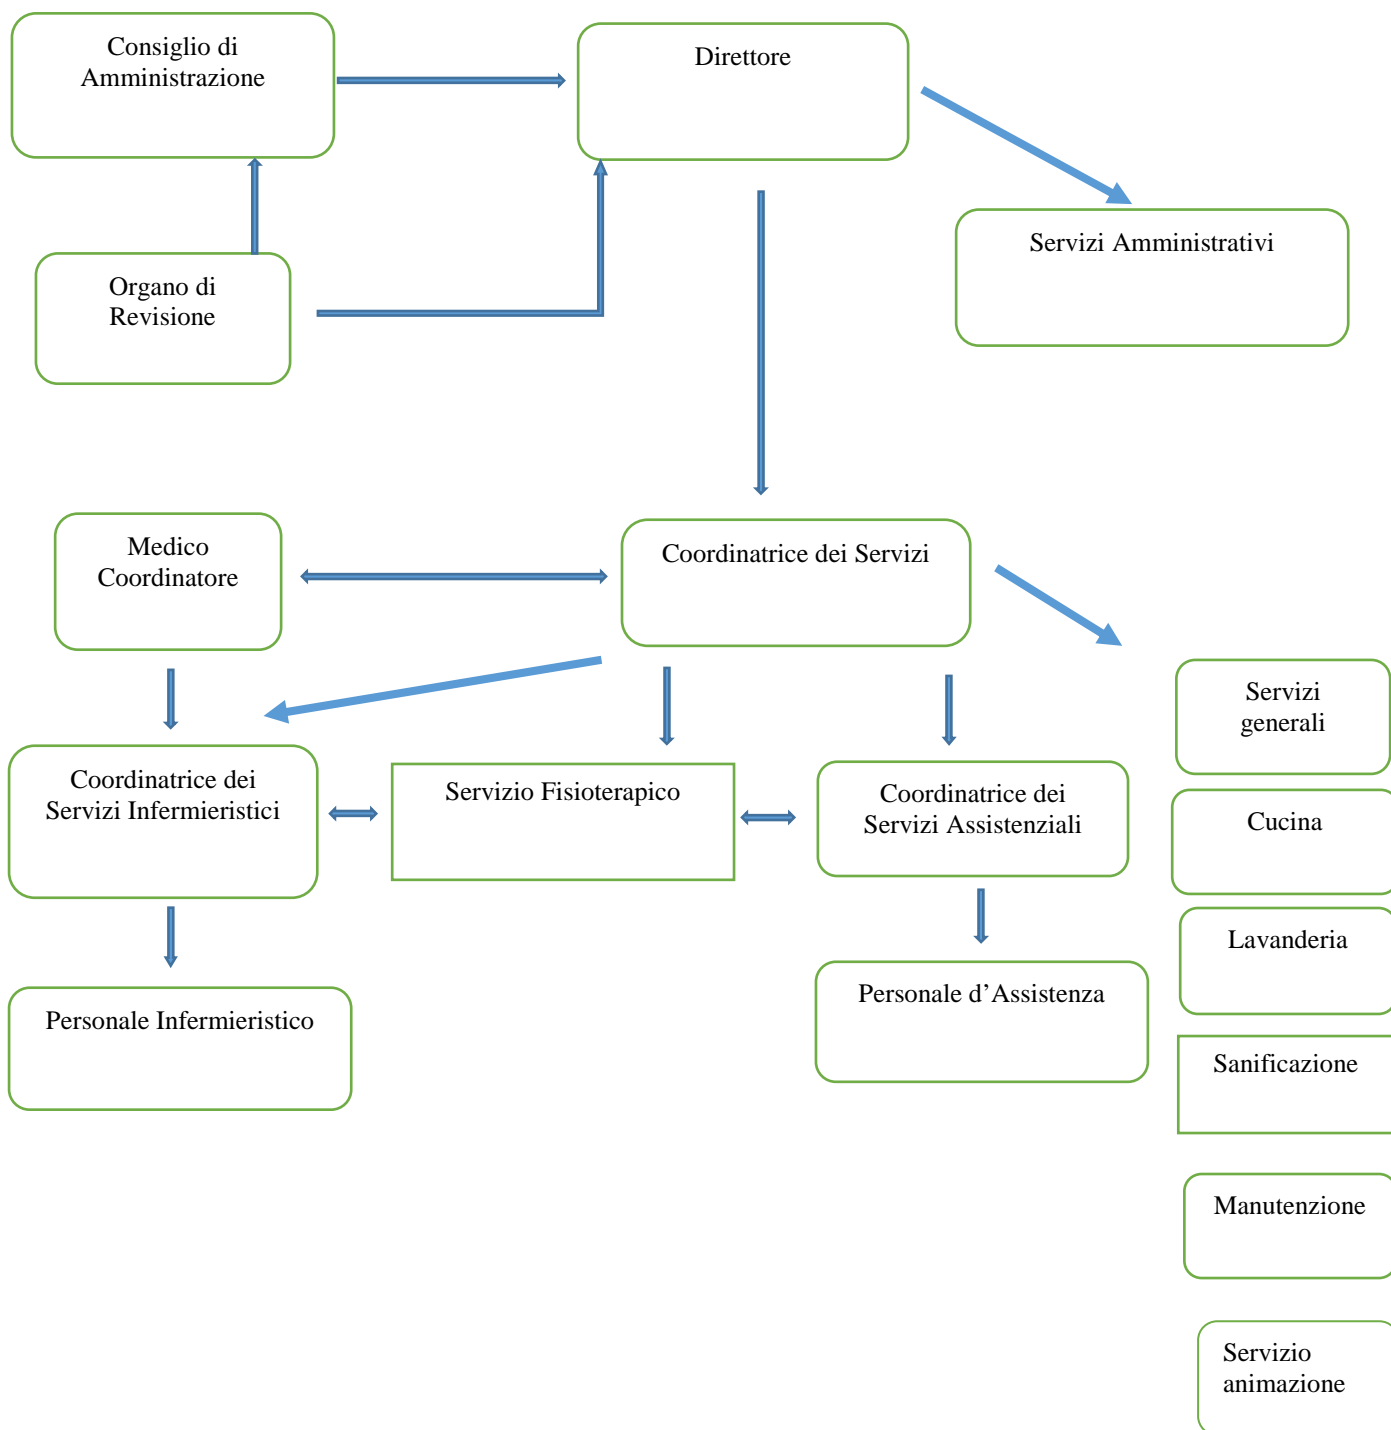 Consiglio di
Amministrazione
Direttore
Servizi Amministrativi
Organo di
Revisione
Medico
Coordinatore
Coordinatrice dei Servizi
Servizi
generali
Coordinatrice dei
Servizi Infermieristici
Servizio Fisioterapico
Coordinatrice dei
Servizi Assistenziali
Cucina
Lavanderia
Personale Infermieristico
Personale d’Assistenza
Sanificazione
Manutenzione
Servizio
animazione